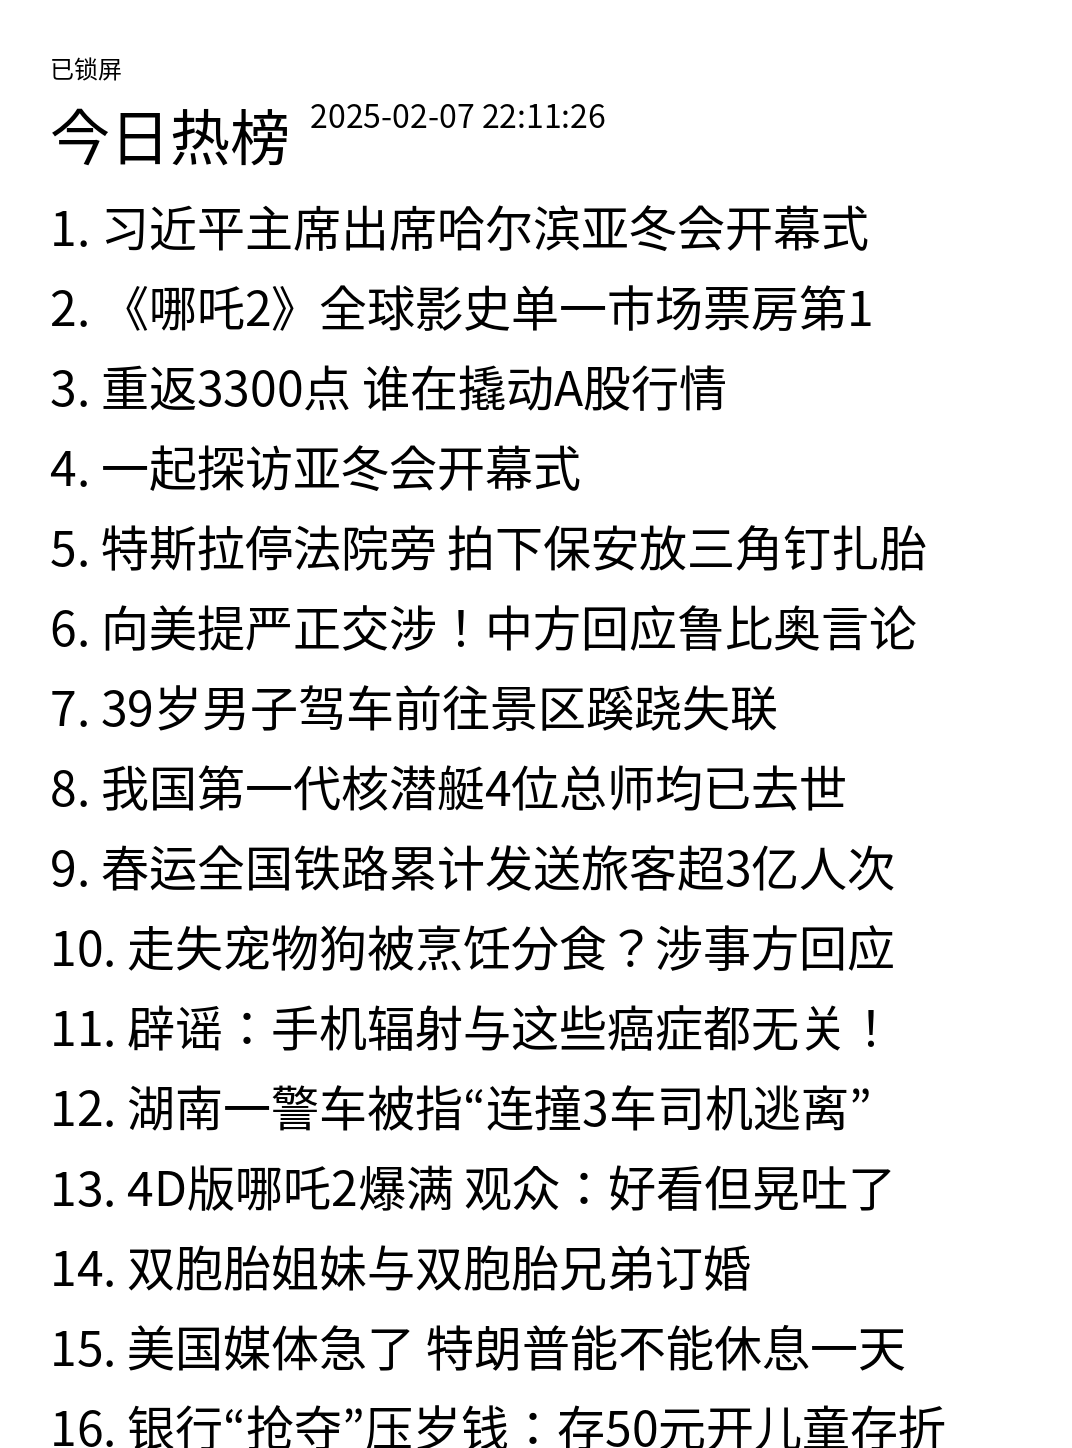 已锁屏
今日热榜 2025-02-07 22:11:26
1. 习近平主席出席哈尔滨亚冬会开幕式
2. 《哪吒2》全球影史单一市场票房第1
3. 重返3300点 谁在撬动A股行情
4. 一起探访亚冬会开幕式
5. 特斯拉停法院旁 拍下保安放三角钉扎胎
6. 向美提严正交涉！中方回应鲁比奥言论
7. 39岁男子驾车前往景区蹊跷失联
8. 我国第一代核潜艇4位总师均已去世
9. 春运全国铁路累计发送旅客超3亿人次
10. 走失宠物狗被烹饪分食？涉事方回应
11. 辟谣：手机辐射与这些癌症都无关！
12. 湖南一警车被指“连撞3车司机逃离”
13. 4D版哪吒2爆满 观众：好看但晃吐了
14. 双胞胎姐妹与双胞胎兄弟订婚
15. 美国媒体急了 特朗普能不能休息一天
16. 银行“抢夺”压岁钱：存50元开儿童存折